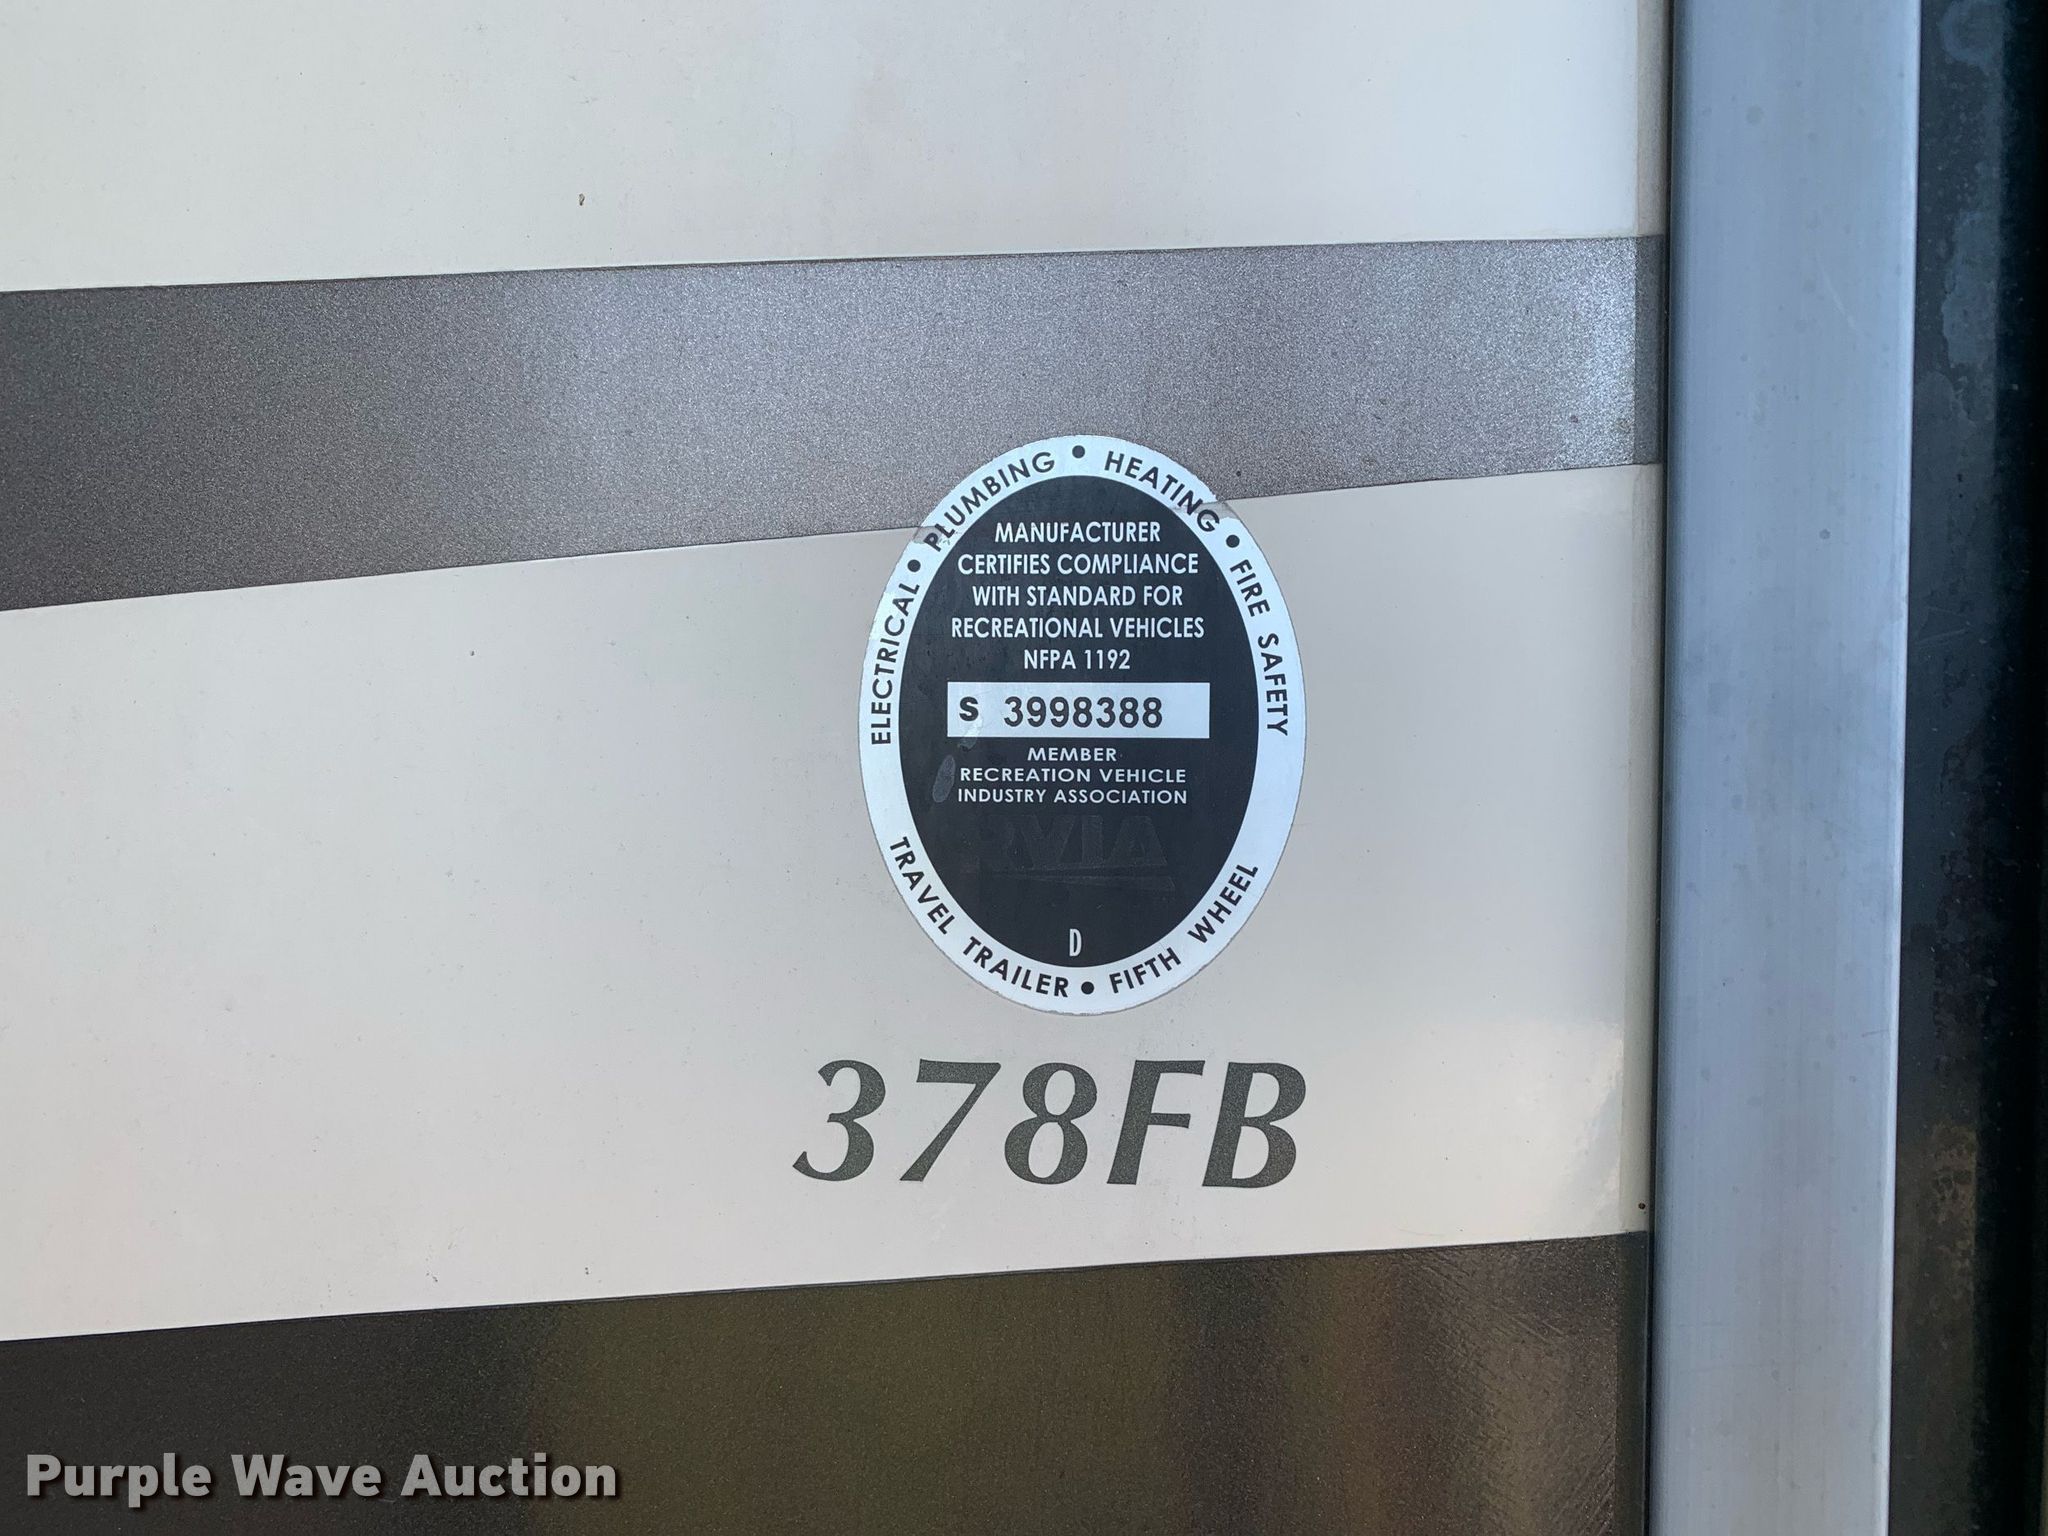 ELECTRICAL • PLUMBING • HEATING • FIRE SAFETY
MANUFACTURER
CERTIFIES COMPLIANCE
WITH STANDARD FOR
RECREATIONAL VEHICLES
NFPA 1192
S 3998388
MEMBER
RECREATION VEHICLE
INDUSTRY ASSOCIATION
RVIA
D
TRAVEL TRAILER • FIFTH WHEEL
378FB
Purple Wave Auction